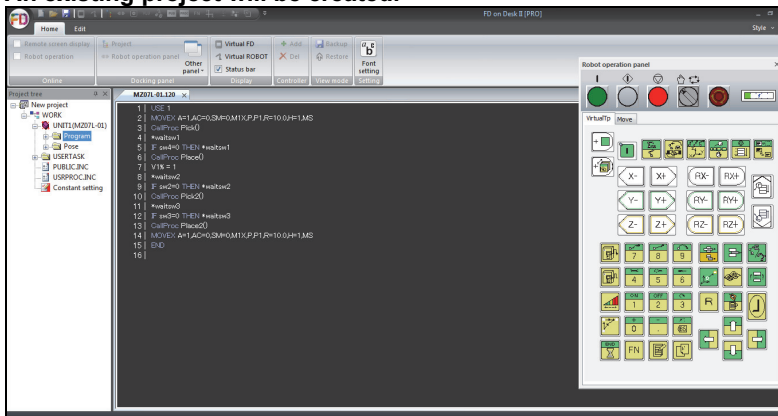 An existing project will be created.
FD on Desk II [PRO]
Home Edit
Style
Remote screen display
Robot operation
Online
Project
Robot operation panel
Other panel
Docking panel
Virtual FD
Virtual ROBOT
Status bar
Display
Add
Del
Controller
Backup
Restore
View mode
Font setting
Setting
Project tree
New project
WORK
UNIT1(MZ07L-01)
Program
Pose
USERTASK
PUBLIC.INC
USRPROC.INC
Constant setting
MZ07L-01.120
1 USE 1
2 MOVEX A=1,AC=0,SM=0,M1X,P,P1,R=10.0,H=1,MS
3 CallProc Pick()
4 *waitsw1
5 IF sw4=0 THEN *waitsw1
6 CallProc Place()
7 V1% = 1
8 *waitsw2
9 IF sw2=0 THEN *waitsw2
10 CallProc Pick2()
11 *waitsw3
12 IF sw3=0 THEN *waitsw3
13 CallProc Place2()
14 MOVEX A=1,AC=0,SM=0,M1X,P,P1,R=10.0,H=1,MS
15 END
16
Robot operation panel
VirtualTp Move
X- X+ RX- RX+
Y- Y+ RY- RY+
Z- Z+ RZ- RZ+
7 8 9
4 5 6
ON OFF
1 2 3 R
0 .
END
FN